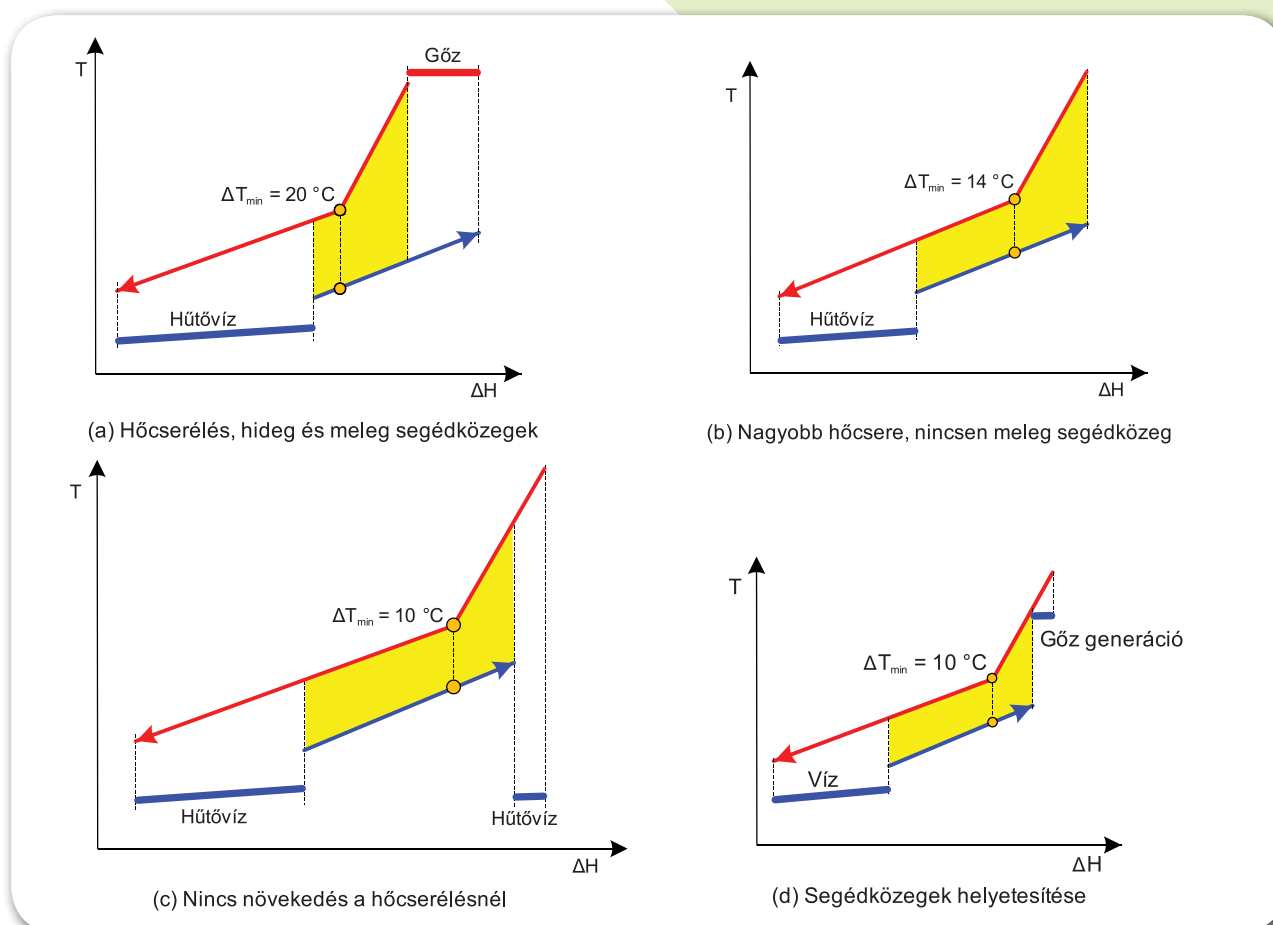 T
Gőz
ΔTmin = 20 °C
Hűtővíz
ΔH
(a) Hőcserélés, hideg és meleg segédközegek
T
ΔTmin = 14 °C
Hűtővíz
ΔH
(b) Nagyobb hőcsere, nincsen meleg segédközeg
T
ΔTmin = 10 °C
Hűtővíz
Hűtővíz
ΔH
(c) Nincs növekedés a hőcserélésnél
T
Gőz generáció
ΔTmin = 10 °C
Víz
ΔH
(d) Segédközegek helyetesítése